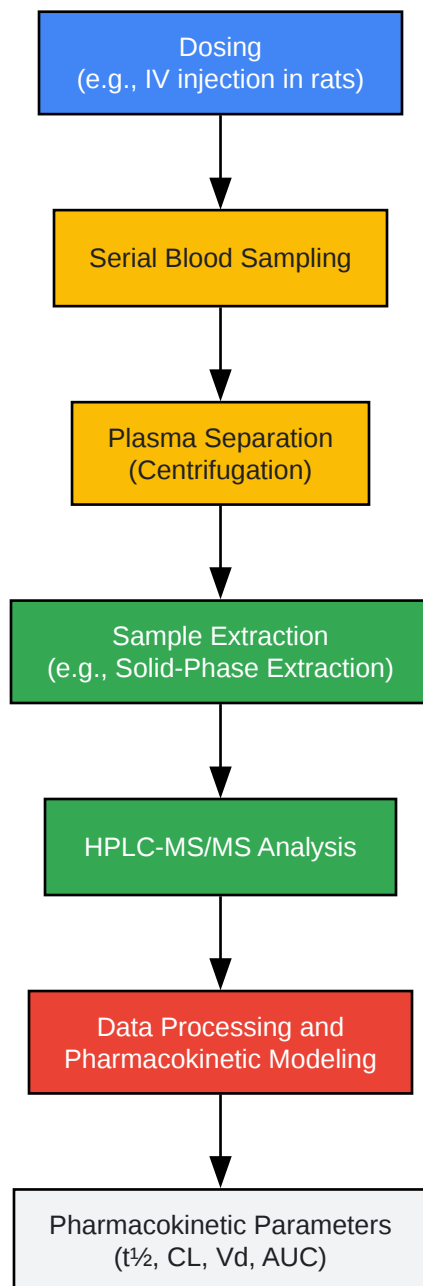 Dosing
(e.g., IV injection in rats)
Serial Blood Sampling
Plasma Separation
(Centrifugation)
Sample Extraction
(e.g., Solid-Phase Extraction)
HPLC-MS/MS Analysis
Data Processing and
Pharmacokinetic Modeling
Pharmacokinetic Parameters
(t½, CL, Vd, AUC)